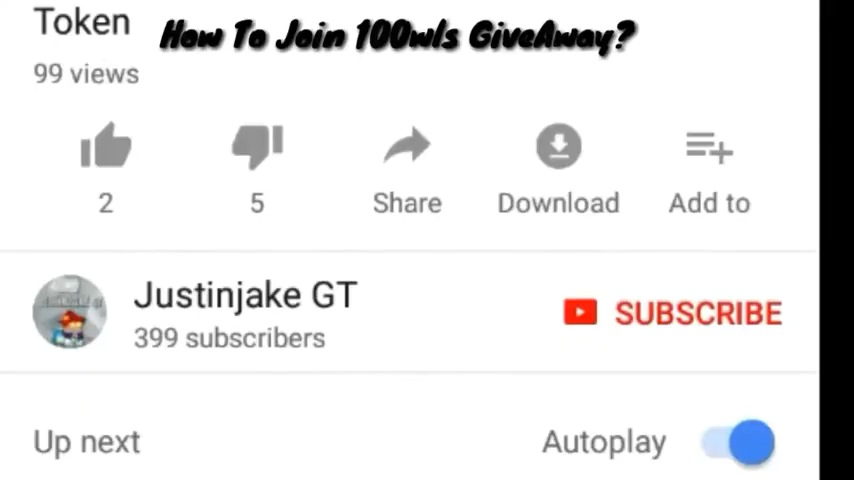 Token
How To Join 100wls GiveAway?
99 views
2
5
Share
Download
Add to
Justinjake GT
399 subscribers
SUBSCRIBE
Up next
Autoplay